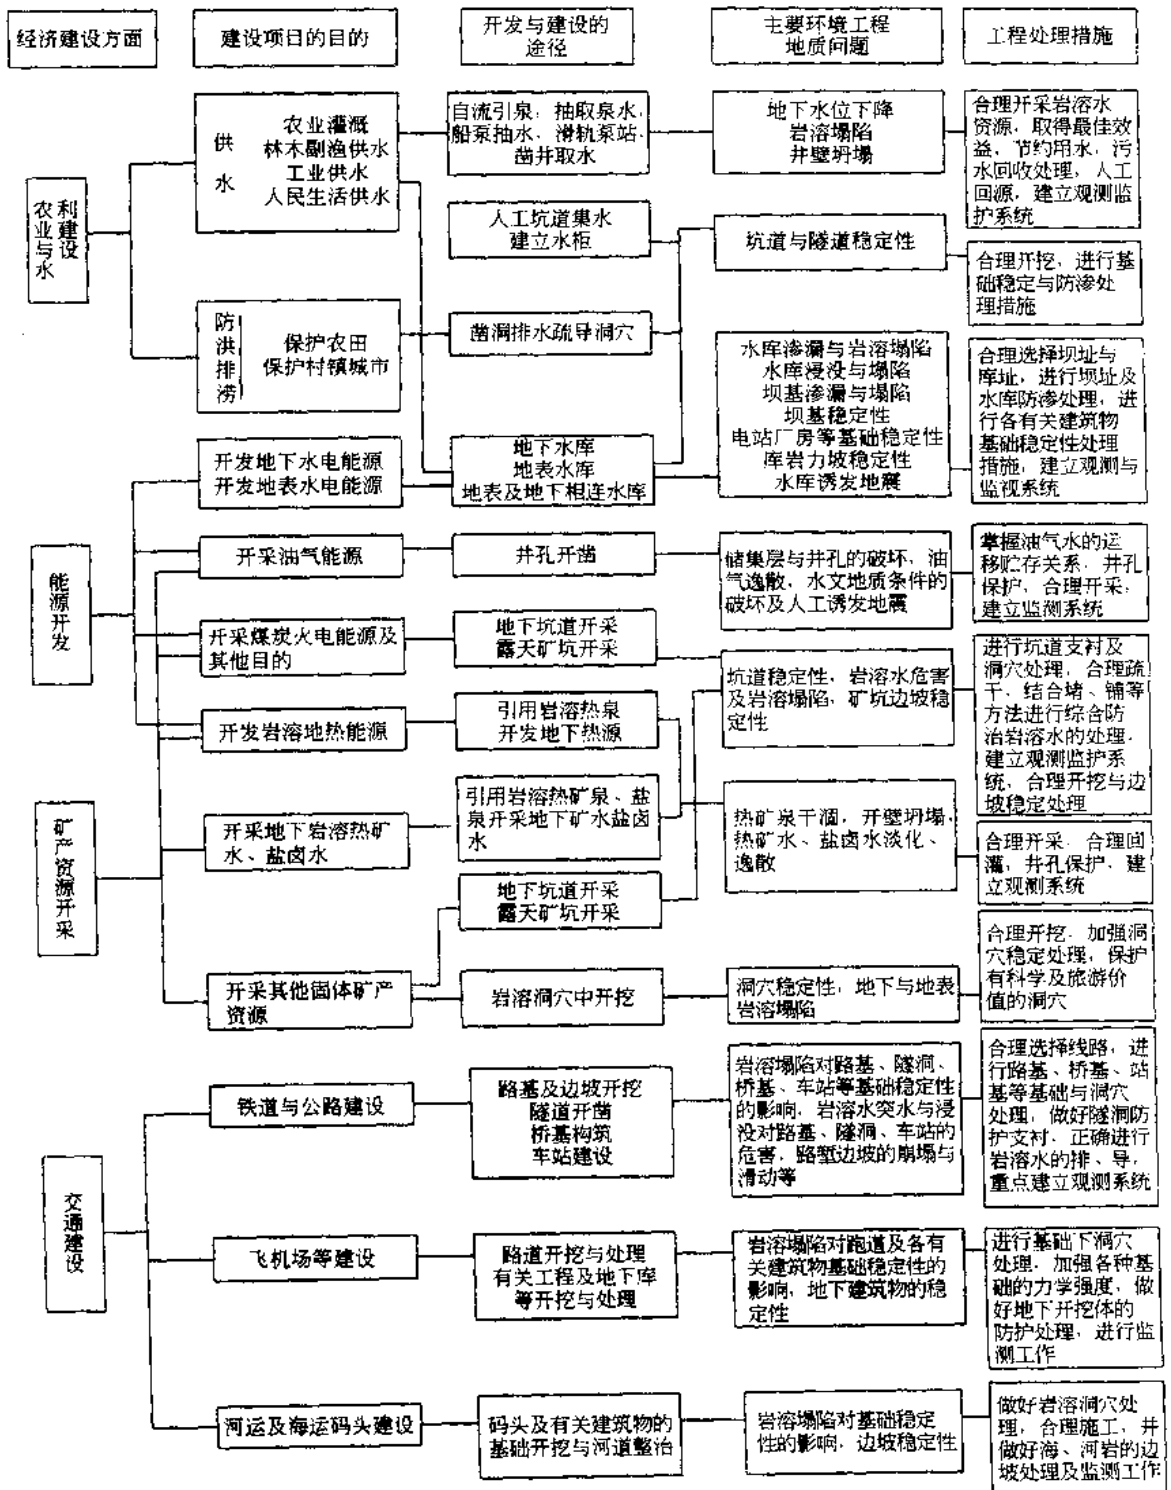 经济建设方面
建设项目的目的
开发与建设的
途径
主要环境工程
地质问题
工程处理措施
农业与水
利建设
供水
农业灌溉
林木副渔供水
工业供水
人民生活供水
自流引泉，抽取泉水，
船泵抽水，滑轨泵站，
凿井取水
地下水位下降
岩溶塌陷
井壁坍塌
合理开采岩溶水
资源，取得最佳效
益，节约用水，污
水回收处理，人工
回源，建立观测监
护系统
人工坑道集水
建立水柜
坑道与隧道稳定性
合理开挖，进行基
础稳定与防渗处
理措施
防洪排涝
保护农田
保护村镇城市
凿洞排水疏导洞穴
水库渗漏与岩溶塌陷
水库浸没与塌陷
坝基渗漏与塌陷
坝基稳定性
电站厂房等基础稳定性
库岩力坡稳定性
水库诱发地震
合理选择坝址与
库址，进行坝址及
水库防渗处理，进
行各有关建筑物
基础稳定性处理
措施，建立观测与
监视系统
能源开发
开发地下水电能源
开发地表水电能源
地下水库
地表水库
地表及地下相连水库
开采油气能源
井孔开凿
储集层与井孔的破坏，油
气逸散，水文地质条件的
破坏及人工诱发地震
掌握油气水的运
移贮存关系，井孔
保护，合理开采，
建立监测系统
开采煤炭火电能源及
其他目的
地下坑道开采
露天矿坑开采
坑道稳定性，岩溶水危害
及岩溶塌陷，矿坑边坡稳
定性
进行坑道支衬及
洞穴处理，合理疏
干、结合堵、铺等
方法进行综合防
治岩溶水的处理，
建立观测监护系
统，合理开挖与边
坡稳定处理
开发岩溶地热能源
引用岩溶热泉
开发地下热源
矿产资源开采
开采地下岩溶热矿
水、盐卤水
引用岩溶热矿泉、盐
泉开采地下矿水盐卤
水
热矿泉干涸，开壁坍塌，
热矿水、盐卤水淡化、
逸散
合理开采，合理回
灌，井孔保护，建
立观测系统
地下坑道开采
露天矿坑开采
开采其他固体矿产
资源
岩溶洞穴中开挖
洞穴稳定性，地下与地表
岩溶塌陷
合理开挖，加强洞
穴稳定处理，保护
有科学及旅游价
值的洞穴
交通建设
铁道与公路建设
路基及边坡开挖
隧道开凿
桥基构筑
车站建设
岩溶塌陷对路基、隧洞、
桥基、车站等基础稳定性
的影响，岩溶水突水与浸
没对路基、隧洞、车站的
危害，路堑边坡的崩塌与
滑动等
合理选择线路，进
行路基、桥基、站
基等基础与洞穴
处理，做好隧洞防
护支衬，正确进行
岩溶水的排、导，
重点建立观测系统
飞机场等建设
路道开挖与处理
有关工程及地下库
等开挖与处理
岩溶塌陷对跑道及各有
关建筑物基础稳定性的
影响，地下建筑物的稳
定性
进行基础下洞穴
处理，加强各种基
础的力学强度，做
好地下开挖体的
防护处理，进行监
测工作
河运及海运码头建设
码头及有关建筑物的
基础开挖与河道整治
岩溶塌陷对基础稳定
性的影响，边坡稳定性
做好岩溶洞穴处
理，合理施工，并
做好海、河岩的边
坡处理及监测工作